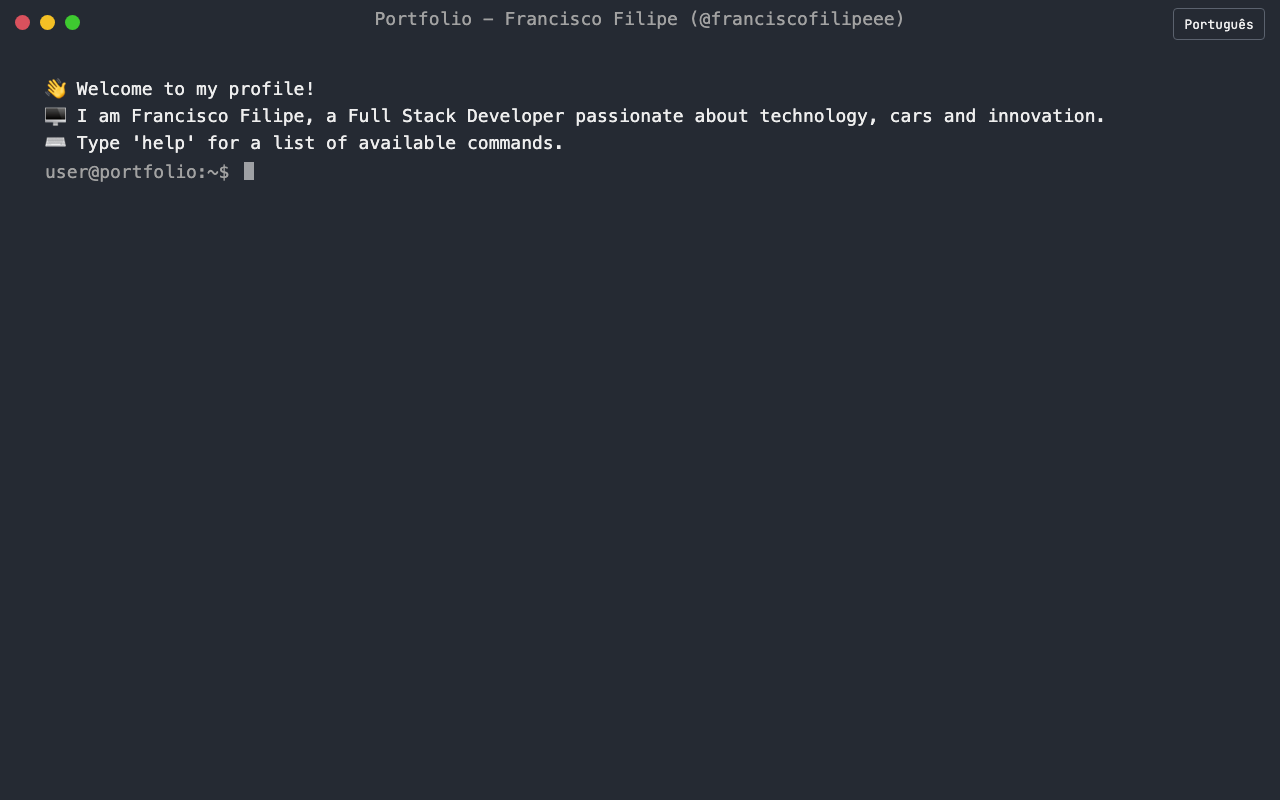 Portfolio – Francisco Filipe (@franciscofilipeee)
Português
👋 Welcome to my profile!
🖥️ I am Francisco Filipe, a Full Stack Developer passionate about technology, cars and innovation.
⌨️ Type 'help' for a list of available commands.
user@portfolio:~$